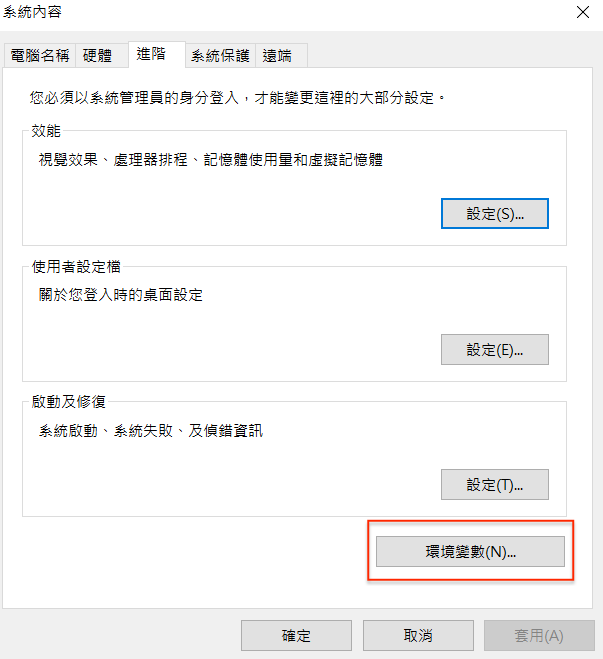 系統內容
電腦名稱 硬體 進階 系統保護 遠端
您必須以系統管理員的身分登入，才能變更這裡的大部分設定。
效能
視覺效果、處理器排程、記憶體使用量和虛擬記憶體
設定(S)...
使用者設定檔
關於您登入時的桌面設定
設定(E)...
啟動及修復
系統啟動、系統失敗、及偵錯資訊
設定(T)...
環境變數(N)...
確定 取消 套用(A)